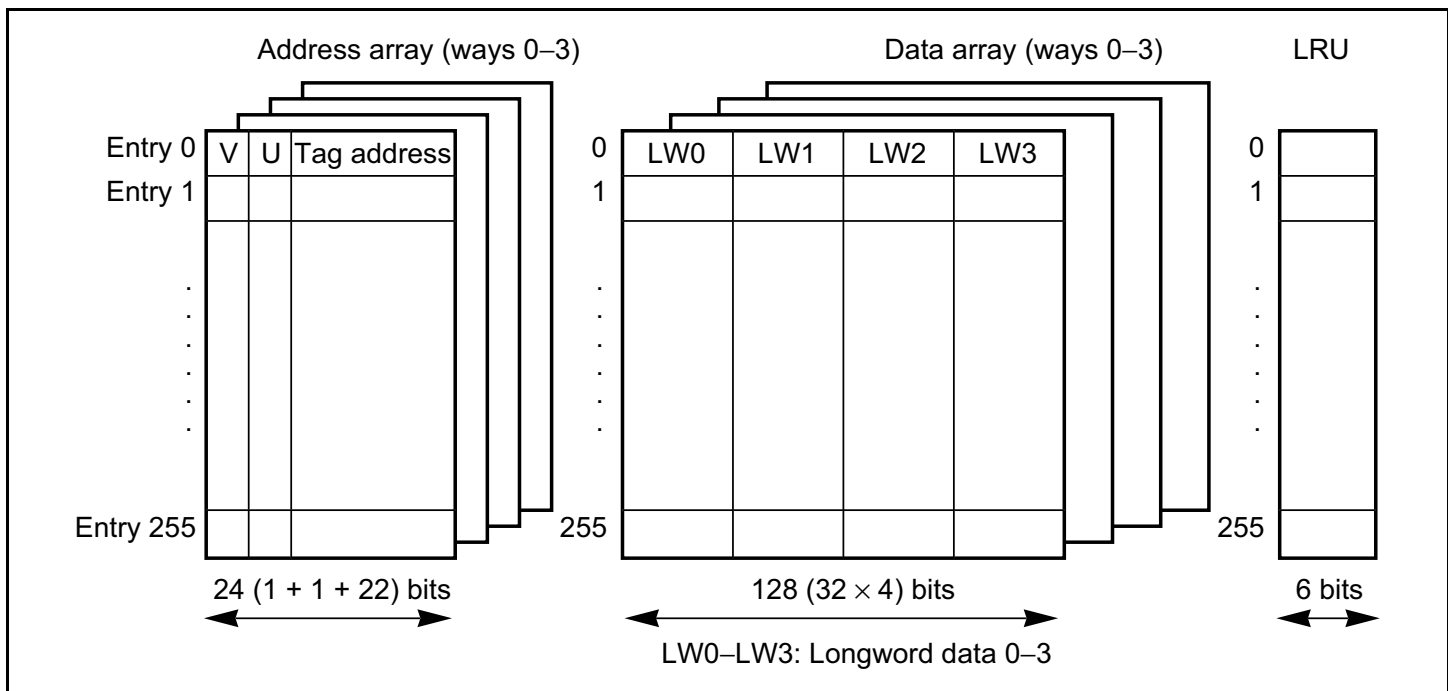 Address array (ways 0–3) Data array (ways 0–3) LRU
Entry 0 V U Tag address 0 LW0 LW1 LW2 LW3 0
Entry 1 1 1
. . .
. . .
. . .
. . .
. . .
. . .
Entry 255 255 255
24 (1 + 1 + 22) bits 128 (32 × 4) bits 6 bits
LW0–LW3: Longword data 0–3